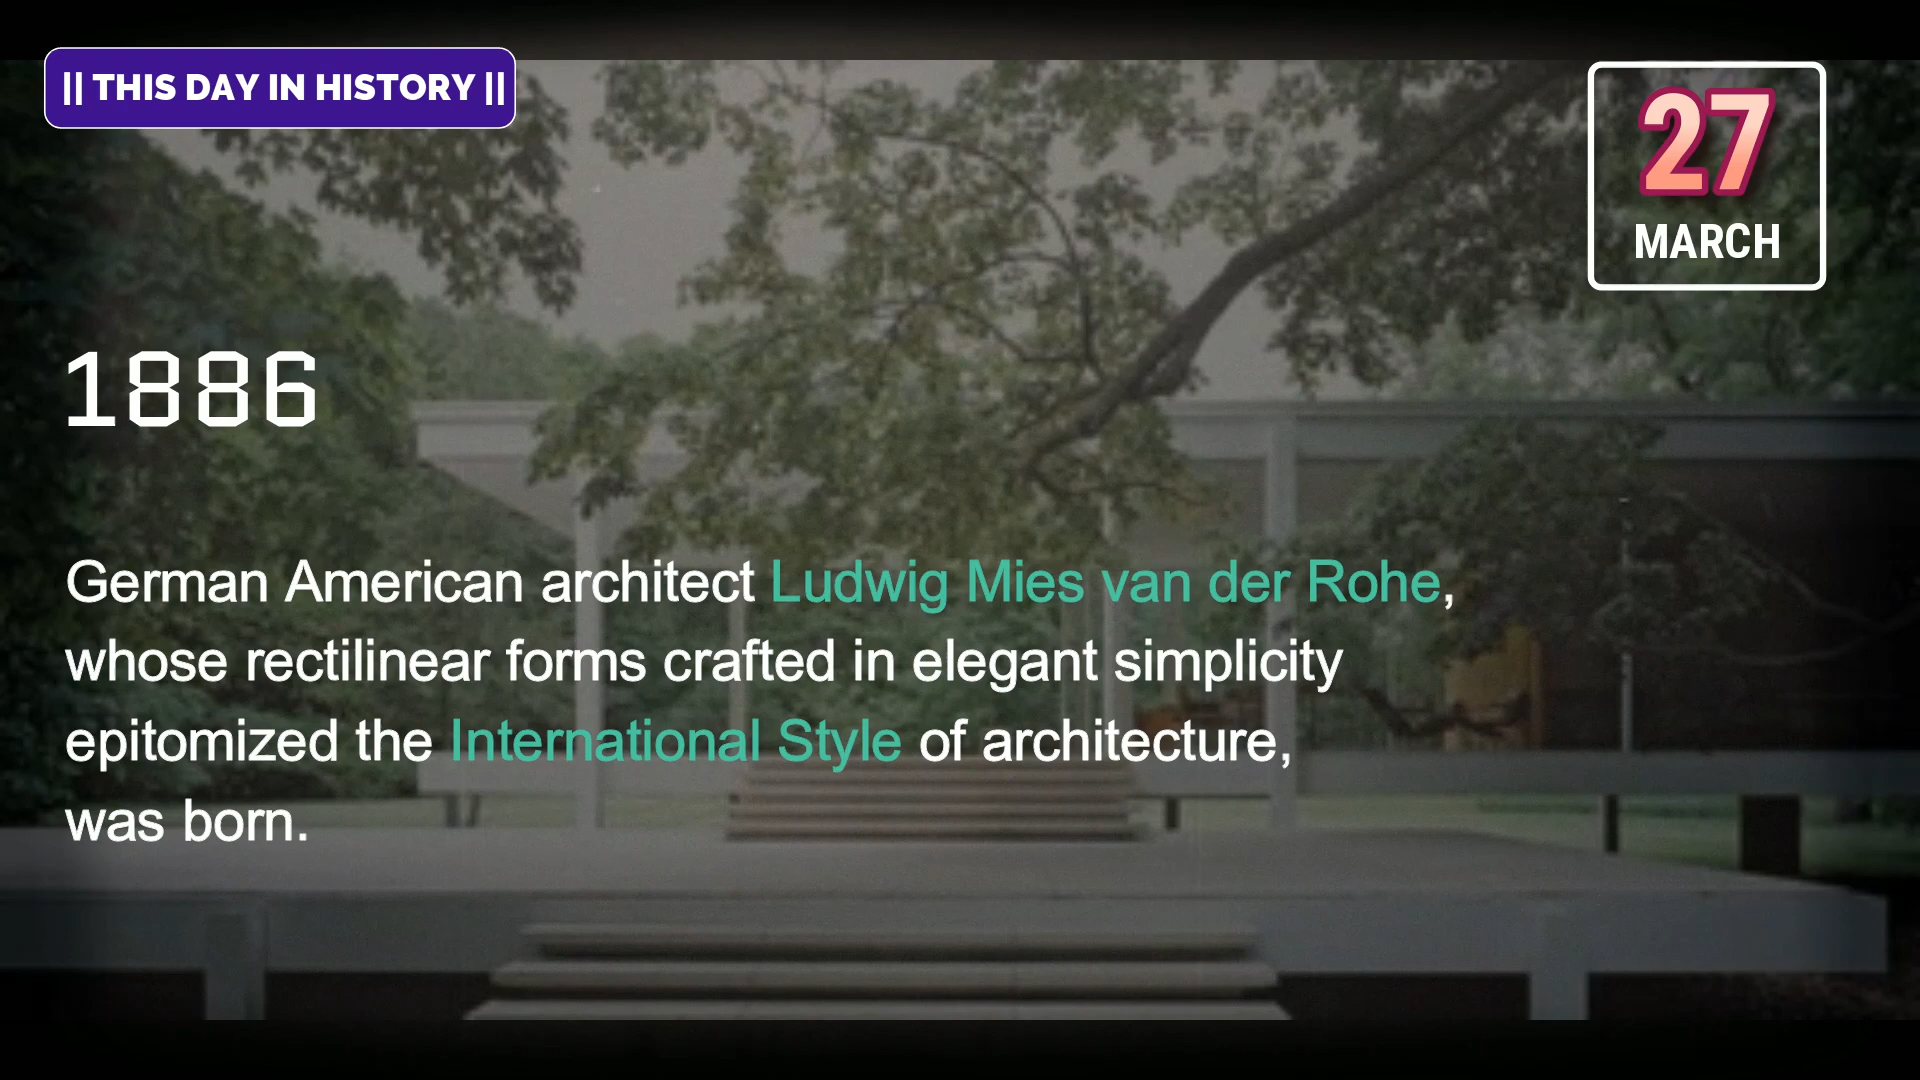 || THIS DAY IN HISTORY ||
27
MARCH
1886
German American architect Ludwig Mies van der Rohe,
whose rectilinear forms crafted in elegant simplicity
epitomized the International Style of architecture,
was born.